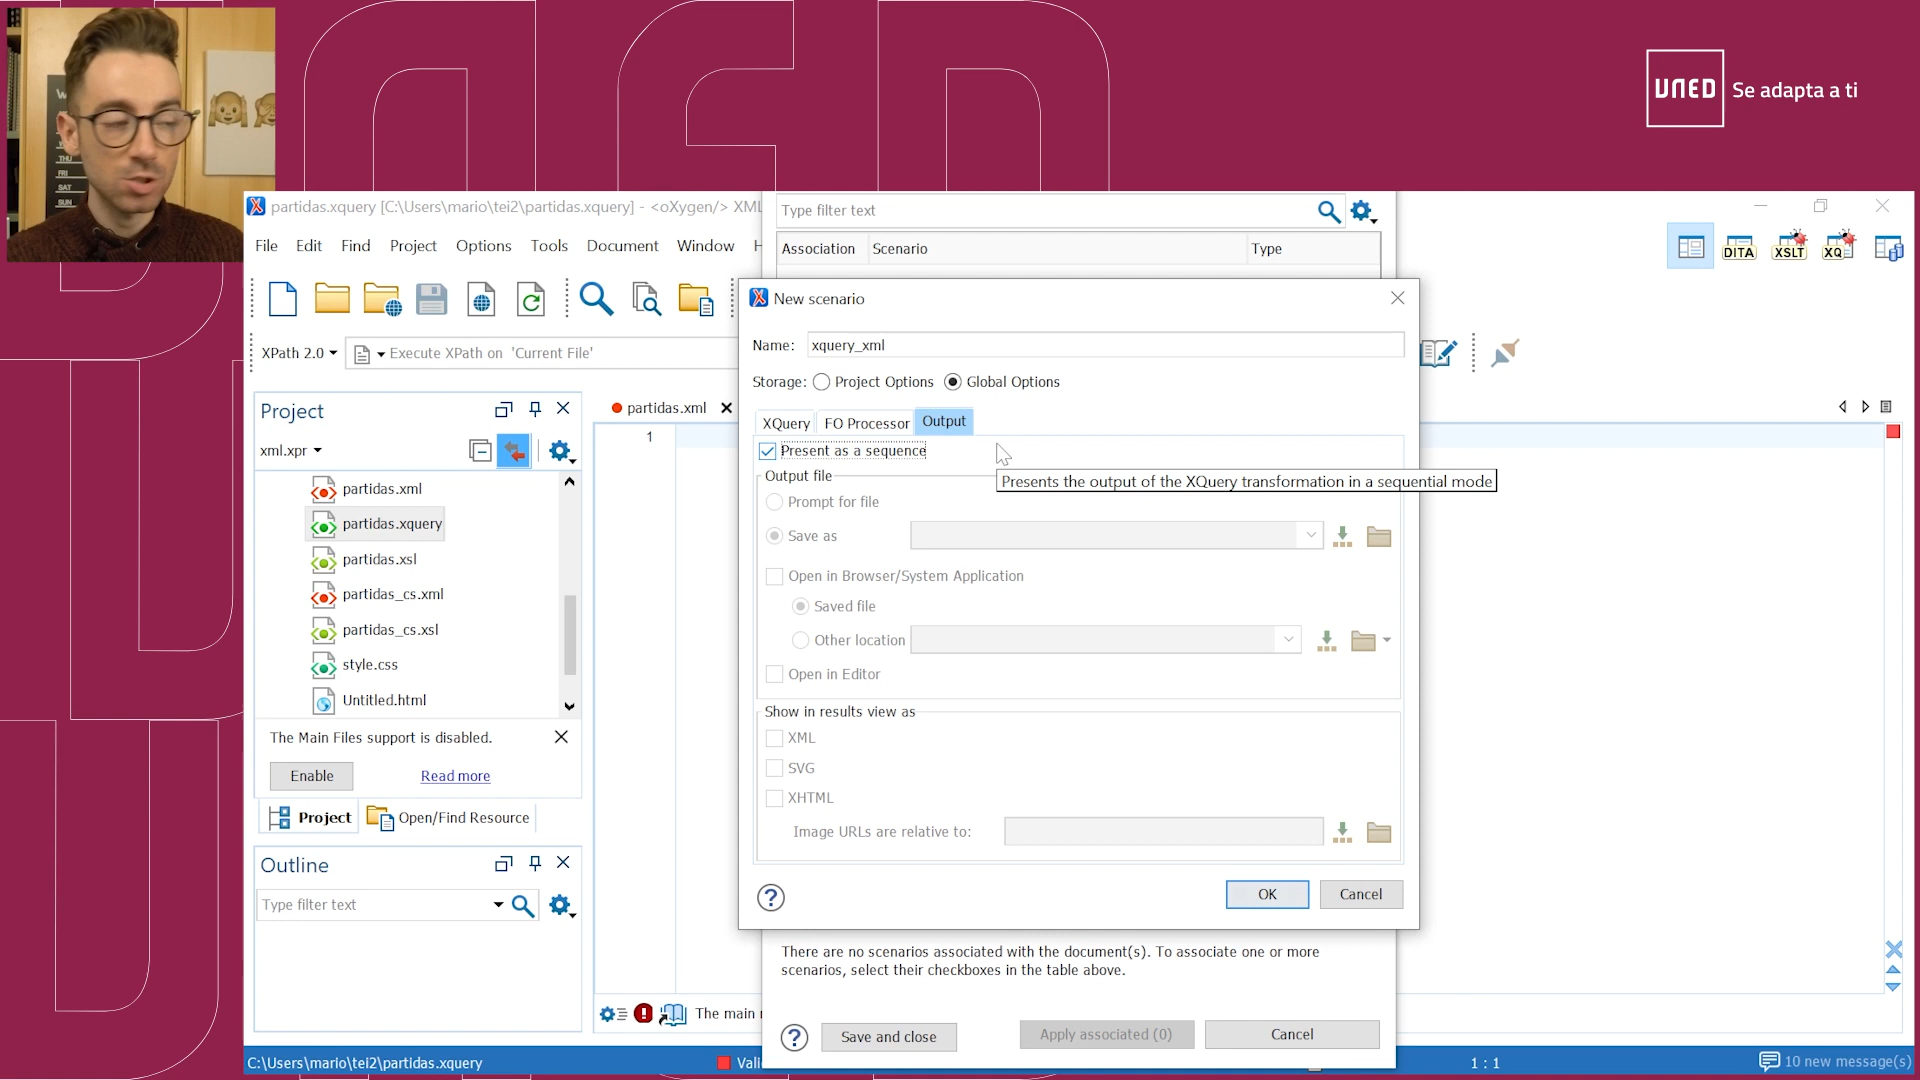 UNED Se adapta a ti
THU
FRI
SAT
SUN
partidas.xquery [C:\Users\mario\tei2\partidas.xquery] - <oXygen/> XML
File Edit Find Project Options Tools Document Window H
XPath 2.0 Execute XPath on 'Current File'
DITA XSLT XQ
Type filter text
Association Scenario Type
New scenario
Name: xquery_xml
Storage: Project Options Global Options
XQuery FO Processor Output
Present as a sequence
Output file
Presents the output of the XQuery transformation in a sequential mode
Prompt for file
Save as
Open in Browser/System Application
Saved file
Other location
Open in Editor
Show in results view as
XML
SVG
XHTML
Image URLs are relative to:
? OK Cancel
There are no scenarios associated with the document(s). To associate one or more
scenarios, select their checkboxes in the table above.
? Save and close Apply associated (0) Cancel
Project
xml.xpr
partidas.xml
partidas.xquery
partidas.xsl
partidas_cs.xml
partidas_cs.xsl
style.css
Untitled.html
The Main Files support is disabled.
Enable Read more
Project Open/Find Resource
Outline
Type filter text
partidas.xml
1
The main
C:\Users\mario\tei2\partidas.xquery Vali 1 : 1 10 new message(s)